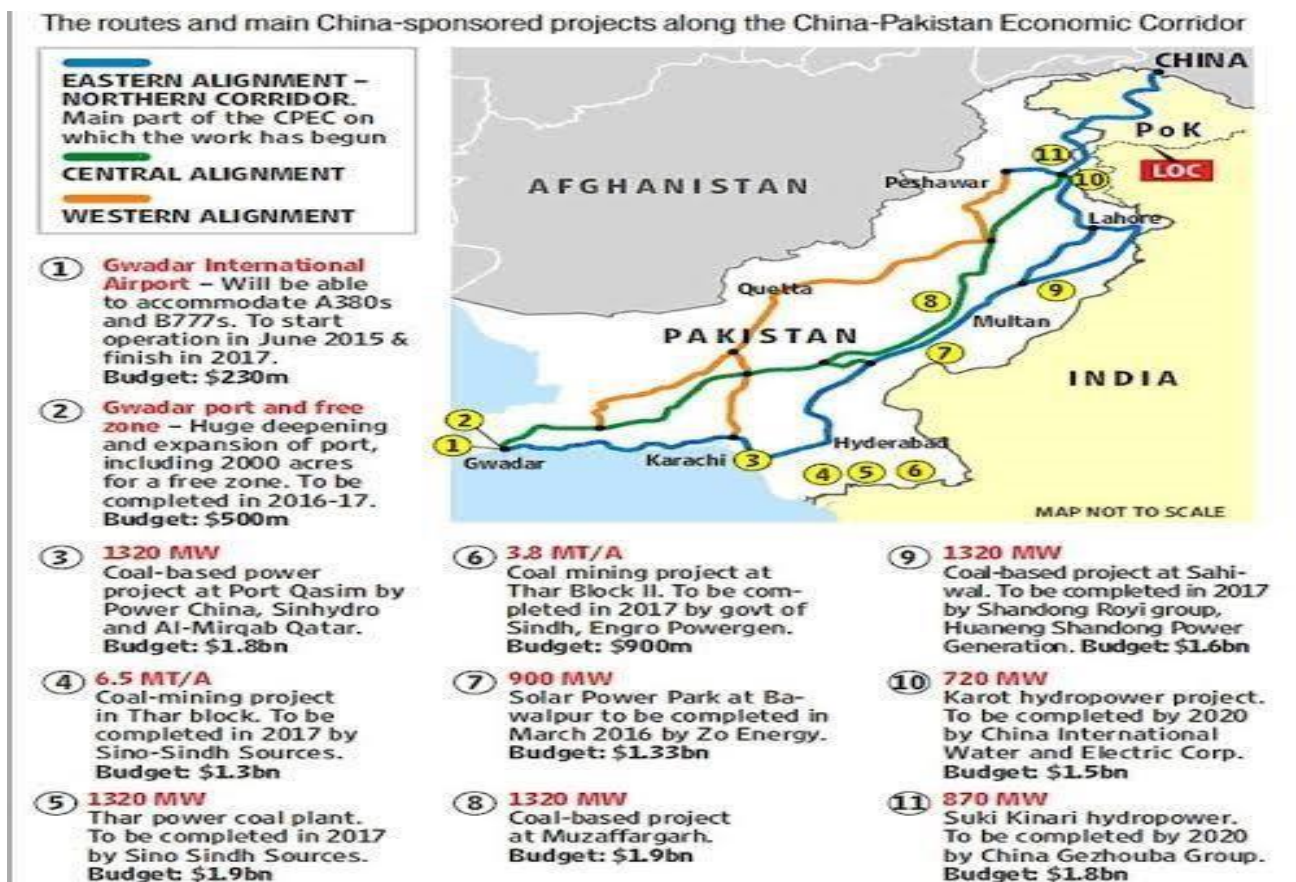 The routes and main China-sponsored projects along the China-Pakistan Economic Corridor
EASTERN ALIGNMENT –
NORTHERN CORRIDOR.
Main part of the CPEC on
which the work has begun
CENTRAL ALIGNMENT
WESTERN ALIGNMENT
CHINA
PoK
LOC
11
10
AFGHANISTAN
Peshawar
Lahore
Quetta
8
9
Multan
PAKISTAN
7
INDIA
2
1
Gwadar
Karachi
3
Hyderabad
4
5
6
MAP NOT TO SCALE
1 Gwadar International
Airport – Will be able
to accommodate A380s
and B777s. To start
operation in June 2015 &
finish in 2017.
Budget: $230m
2 Gwadar port and free
zone – Huge deepening
and expansion of port,
including 2000 acres
for a free zone. To be
completed in 2016-17.
Budget: $500m
3 1320 MW
Coal-based power
project at Port Qasim by
Power China, Sinhydro
and Al-Mirqab Qatar.
Budget: $1.8bn
4 6.5 MT/A
Coal-mining project
in Thar block. To be
completed in 2017 by
Sino-Sindh Sources.
Budget: $1.3bn
5 1320 MW
Thar power coal plant.
To be completed in 2017
by Sino Sindh Sources.
Budget: $1.9bn
6 3.8 MT/A
Coal mining project at
Thar Block II. To be com-
pleted in 2017 by govt of
Sindh, Engro Powergen.
Budget: $900m
7 900 MW
Solar Power Park at Ba-
walpur to be completed in
March 2016 by Zo Energy.
Budget: $1.33bn
8 1320 MW
Coal-based project
at Muzaffargarh.
Budget: $1.9bn
9 1320 MW
Coal-based project at Sahi-
wal. To be completed in 2017
by Shandong Royi group,
Huaneng Shandong Power
Generation. Budget: $1.6bn
10 720 MW
Karot hydropower project.
To be completed by 2020
by China International
Water and Electric Corp.
Budget: $1.5bn
11 870 MW
Suki Kinari hydropower.
To be completed by 2020
by China Gezhouba Group.
Budget: $1.8bn